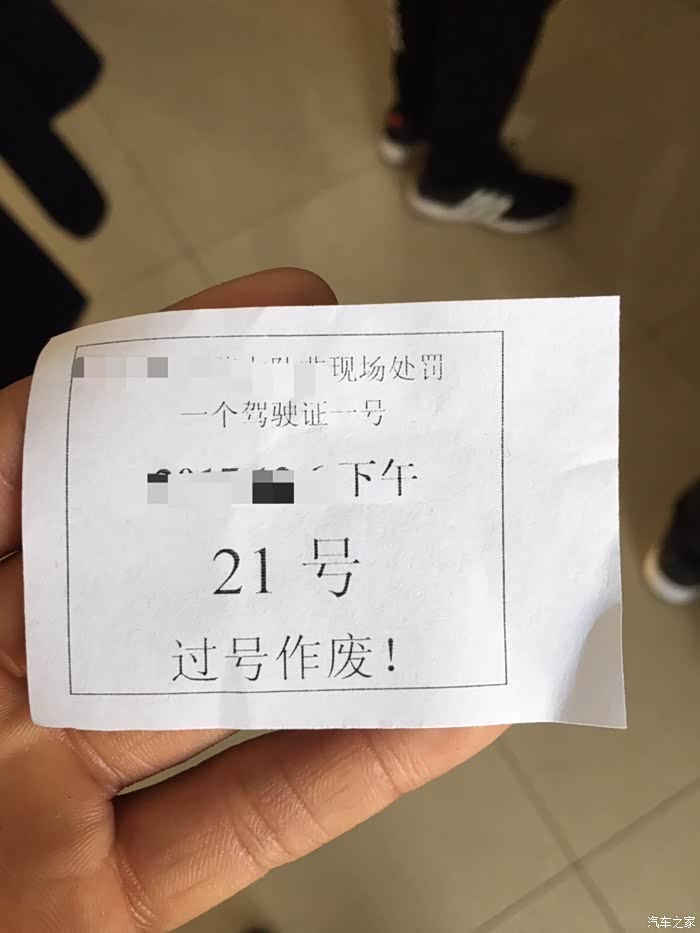 现场处罚
一个驾驶证一号
下午
21 号
过号作废！
汽车之家